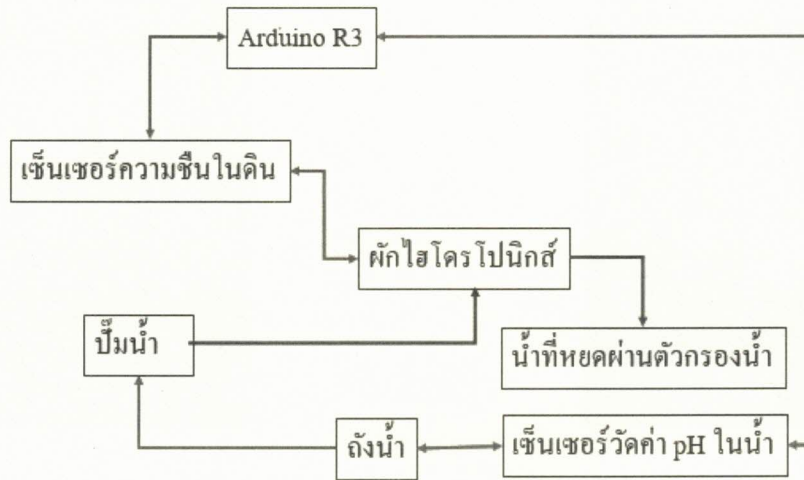 Arduino R3
เซ็นเซอร์ความชื้นในดิน
ผักไฮโดรโปนิกส์
ปั๊มน้ำ
น้ำที่หยดผ่านตัวกรองน้ำ
ถังน้ำ
เซ็นเซอร์วัดค่า pH ในน้ำ